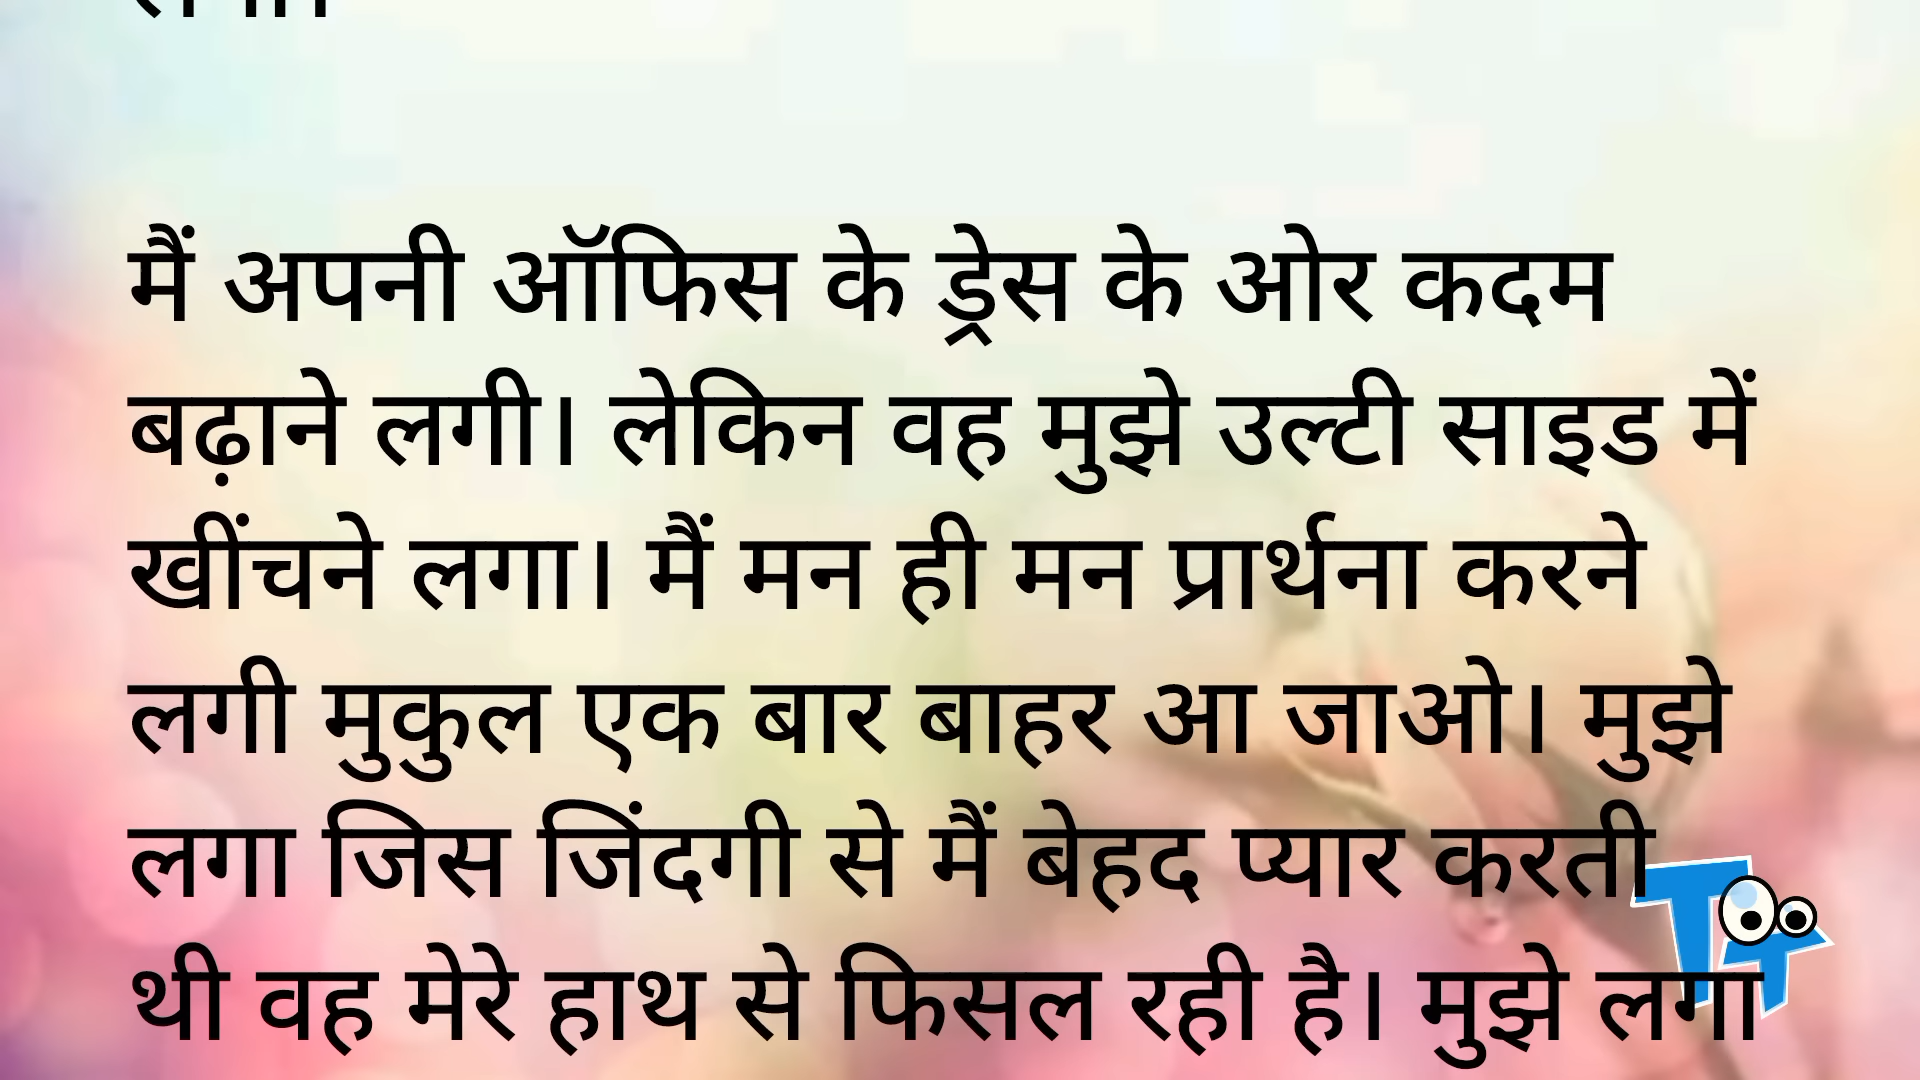 मैं अपनी ऑफिस के ड्रेस के ओर कदम
बढ़ाने लगी। लेकिन वह मुझे उल्टी साइड में
खींचने लगा। मैं मन ही मन प्रार्थना करने
लगी मुकुल एक बार बाहर आ जाओ। मुझे
लगा जिस जिंदगी से मैं बेहद प्यार करती
थी वह मेरे हाथ से फिसल रही है। मुझे लगा